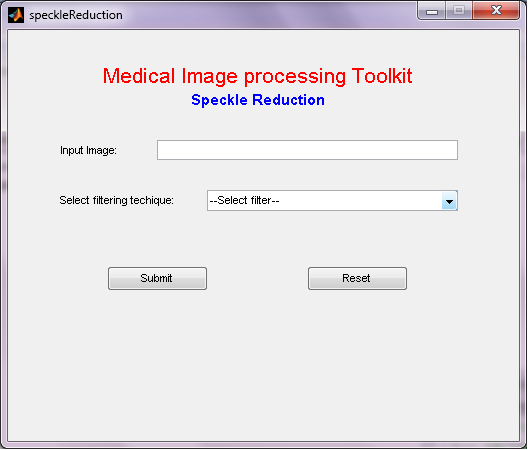 speckleReduction
Medical Image processing Toolkit
Speckle Reduction
Input Image:
Select filtering techique:
--Select filter--
Submit
Reset